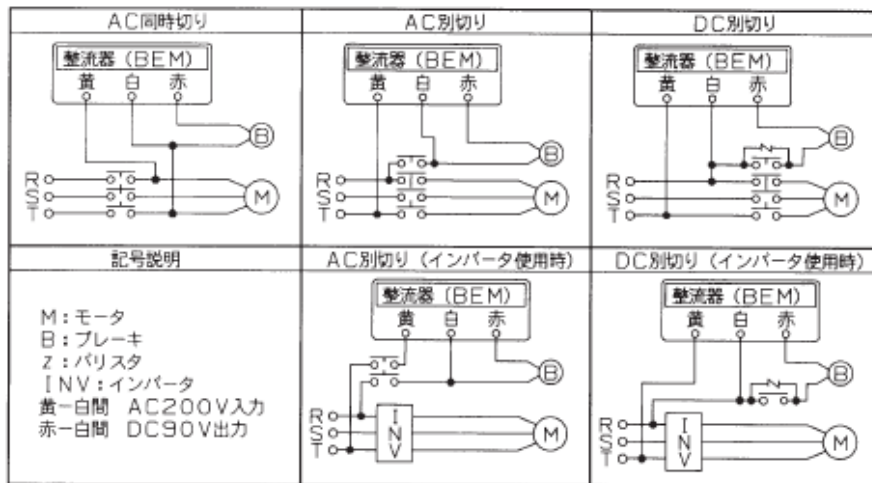 AC同時切り
整流器(BEM)
黄 白 赤
B
R
S
T
M
AC別切り
整流器(BEM)
黄 白 赤
B
R
S
T
M
DC別切り
整流器(BEM)
黄 白 赤
B
R
S
T
M
記号説明
M:モータ
B:ブレーキ
Z:バリスタ
INV:インバータ
黄ー白間 AC200V入力
赤ー白間 DC90V出力
AC別切り(インバータ使用時)
整流器(BEM)
黄 白 赤
B
R
S
T
INV
M
DC別切り(インバータ使用時)
整流器(BEM)
黄 白 赤
B
R
S
T
INV
M